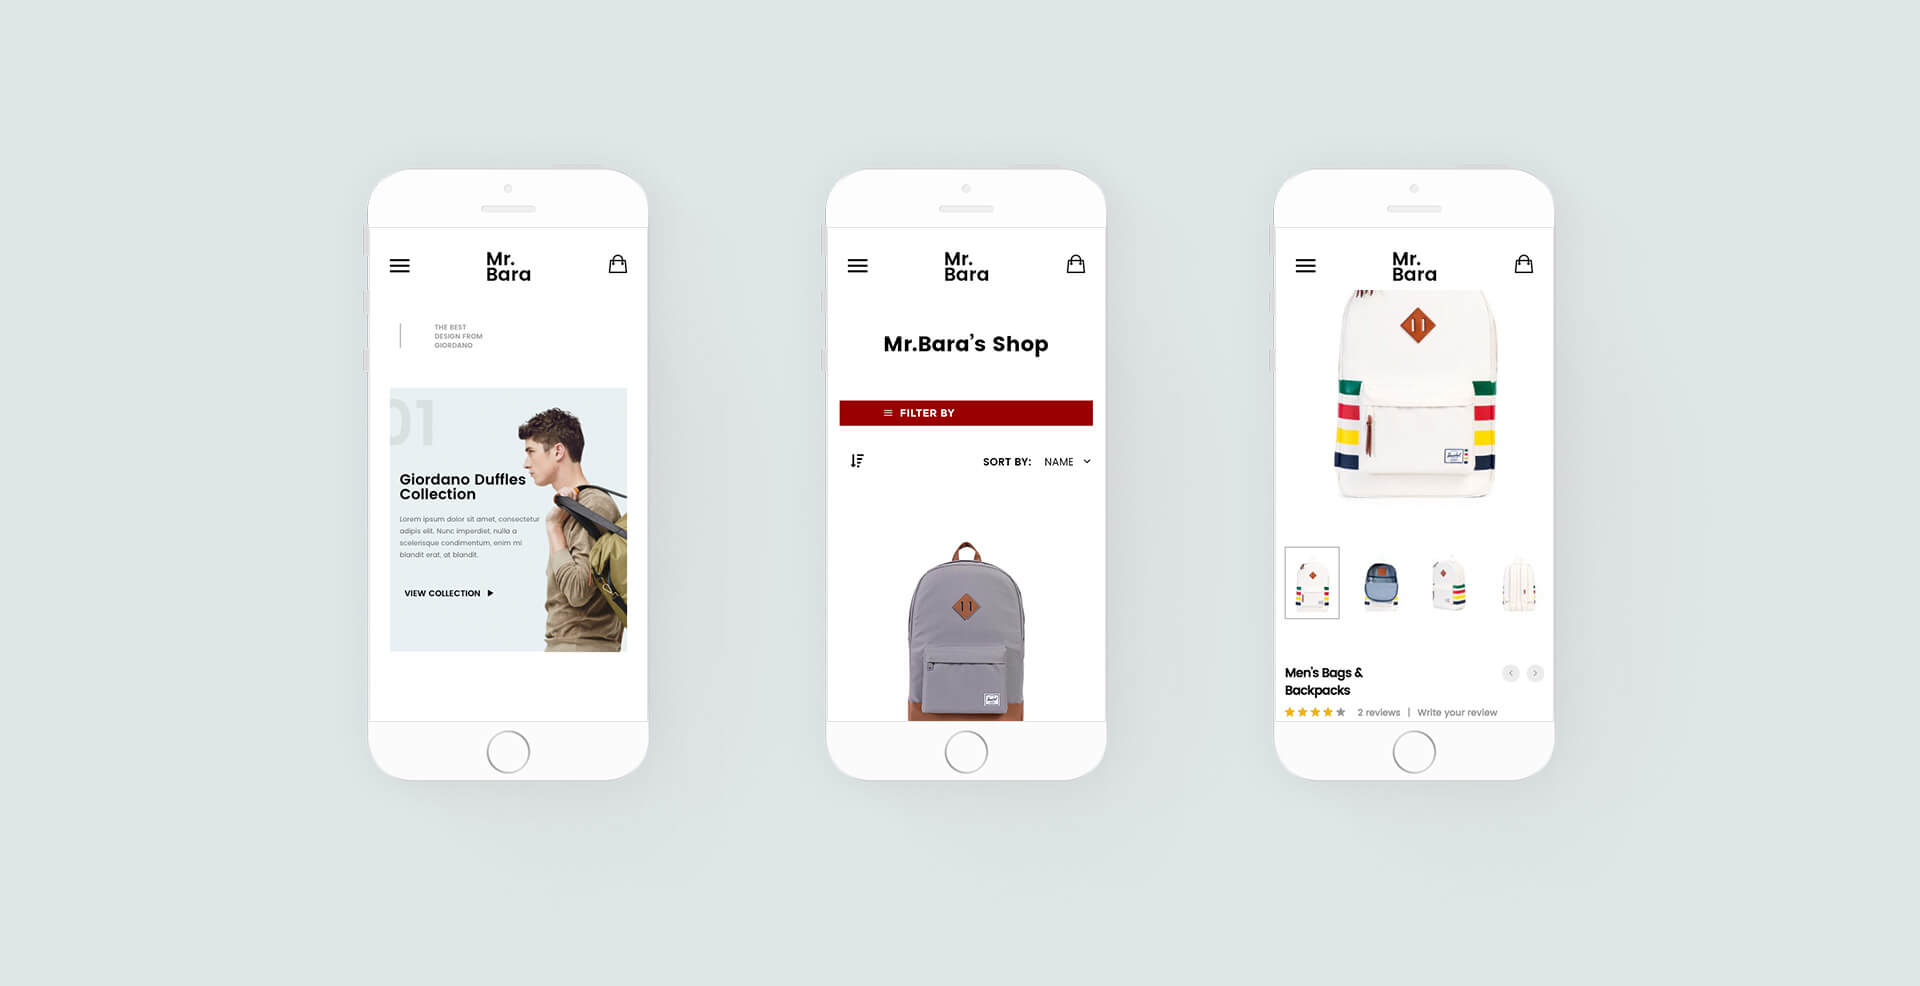 Mr.
Bara
THE BEST
DESIGN FROM
GIORDANO
01
Giordano Duffles
Collection
Lorem ipsum dolor sit amet, consectetur
adipis elit. Nunc imperdiet, nulla a
scelerisque condimentum, enim mi
blandit erat, at blandit.
VIEW COLLECTION
Mr.
Bara
Mr.Bara's Shop
FILTER BY
SORT BY: NAME
Mr.
Bara
Men's Bags &
Backpacks
2 reviews | Write your review